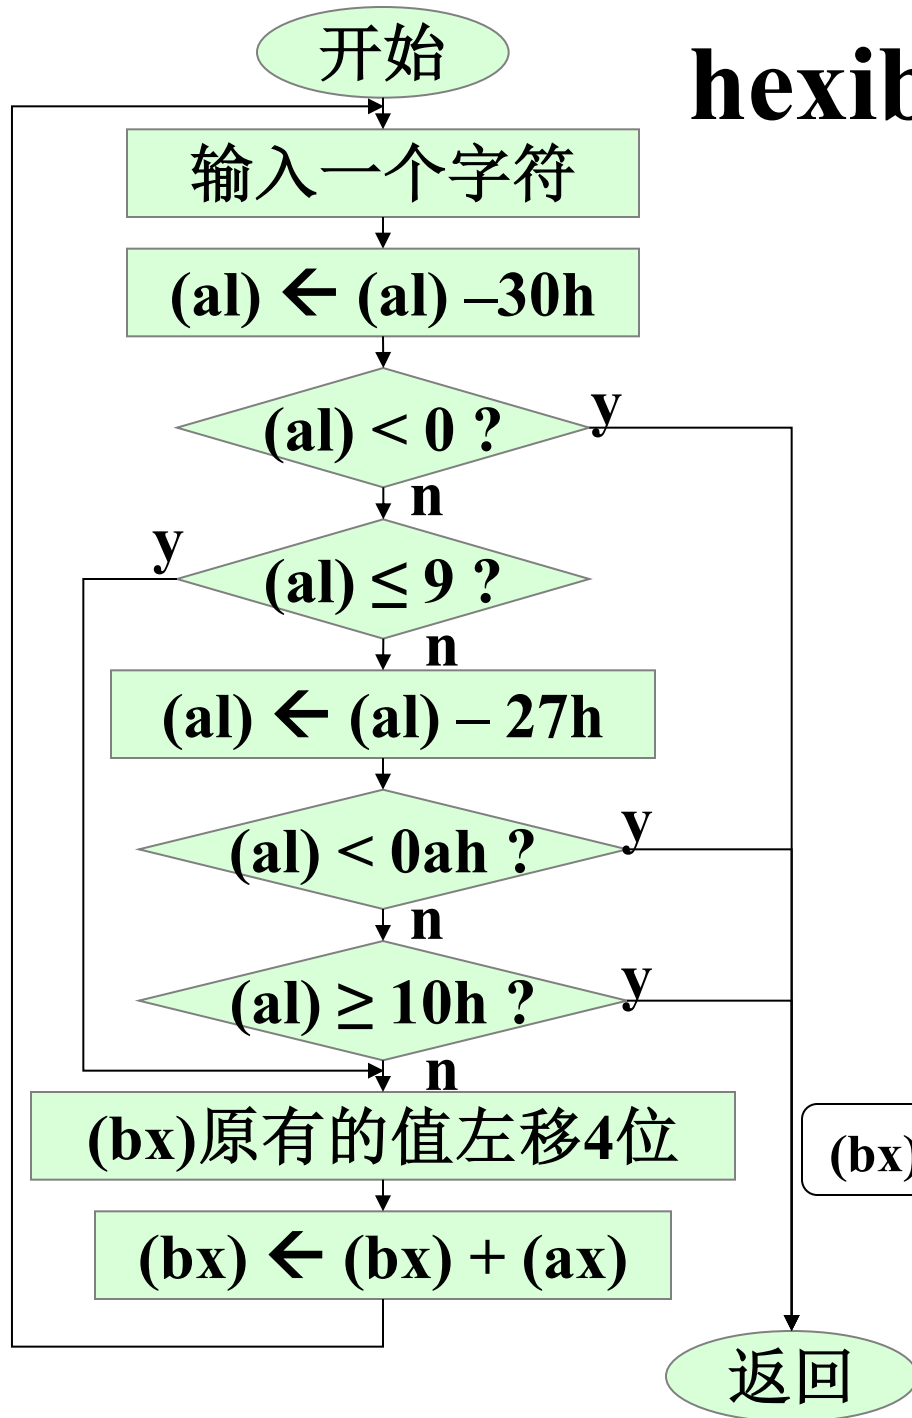 开始
hexib
输入一个字符
(al) ← (al) –30h
(al) < 0 ?
y
n
y
(al) ≤ 9 ?
n
(al) ← (al) – 27h
(al) < 0ah ?
y
n
(al) ≥ 10h ?
y
n
(bx)原有的值左移4位
(bx)
(bx) ← (bx) + (ax)
返回